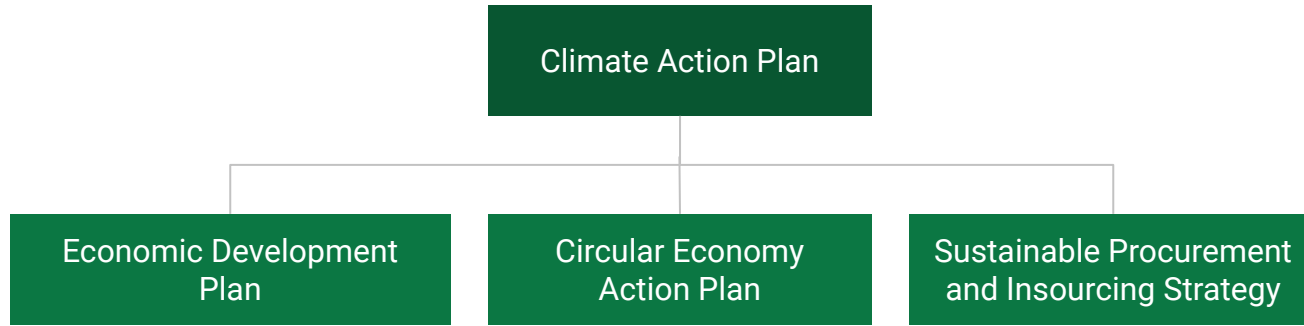 Climate Action Plan
Economic Development
Plan
Circular Economy
Action Plan
Sustainable Procurement
and Insourcing Strategy